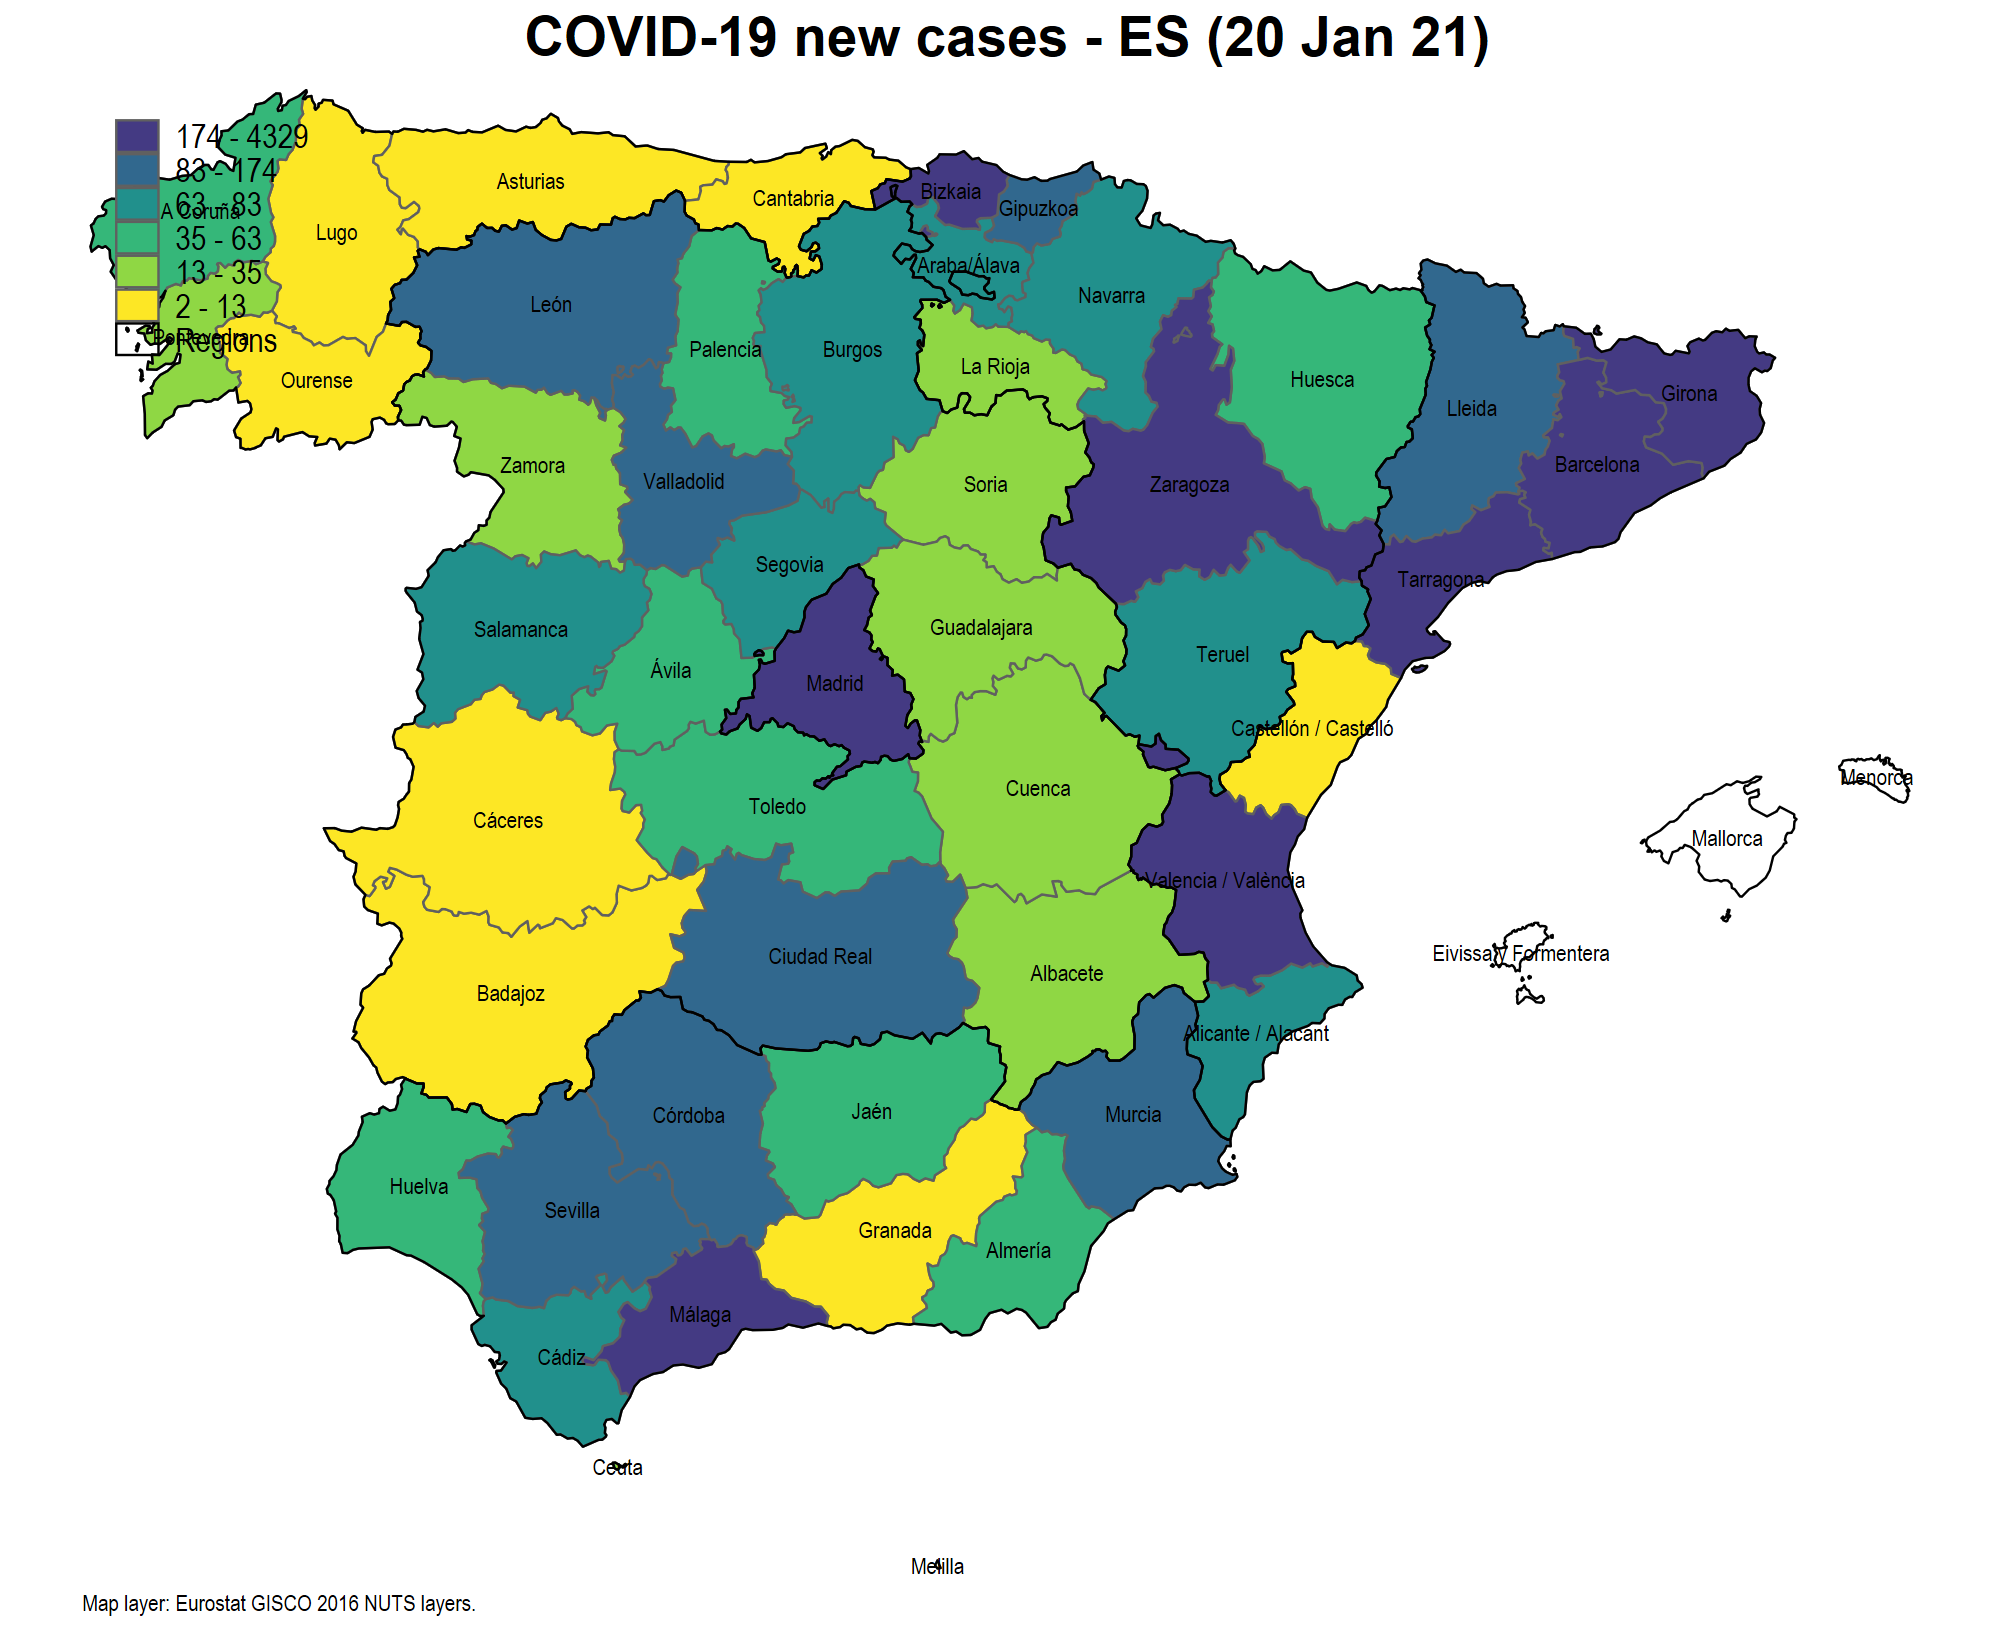 COVID-19 new cases - ES (20 Jan 21)
174 - 4329
83 - 174
63 - 83
35 - 63
13 - 35
2 - 13
Regions
A Coruña
Lugo
Asturias
Cantabria
Bizkaia
Gipuzkoa
Araba/Álava
Navarra
León
Pontevedra
Ourense
Palencia
Burgos
La Rioja
Huesca
Lleida
Girona
Zamora
Valladolid
Soria
Zaragoza
Barcelona
Segovia
Tarragona
Salamanca
Ávila
Madrid
Guadalajara
Teruel
Castellón / Castelló
Cáceres
Toledo
Cuenca
Menorca
Mallorca
Valencia / València
Eivissa y Formentera
Badajoz
Ciudad Real
Albacete
Alicante / Alacant
Córdoba
Jaén
Murcia
Huelva
Sevilla
Granada
Almería
Málaga
Cádiz
Ceuta
Melilla
Map layer: Eurostat GISCO 2016 NUTS layers.